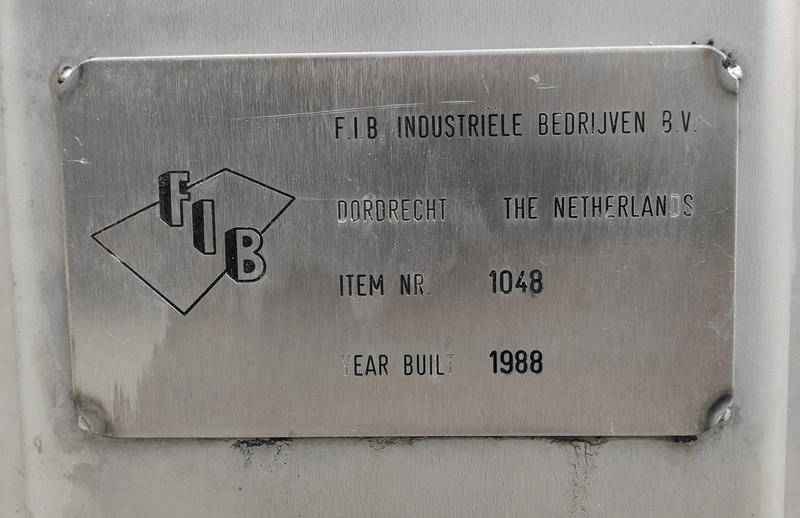 FIB
F.I.B. INDUSTRIËLE BEDRIJVEN B.V.
DORDRECHT THE NETHERLANDS
ITEM NR. 1048
YEAR BUILT 1988